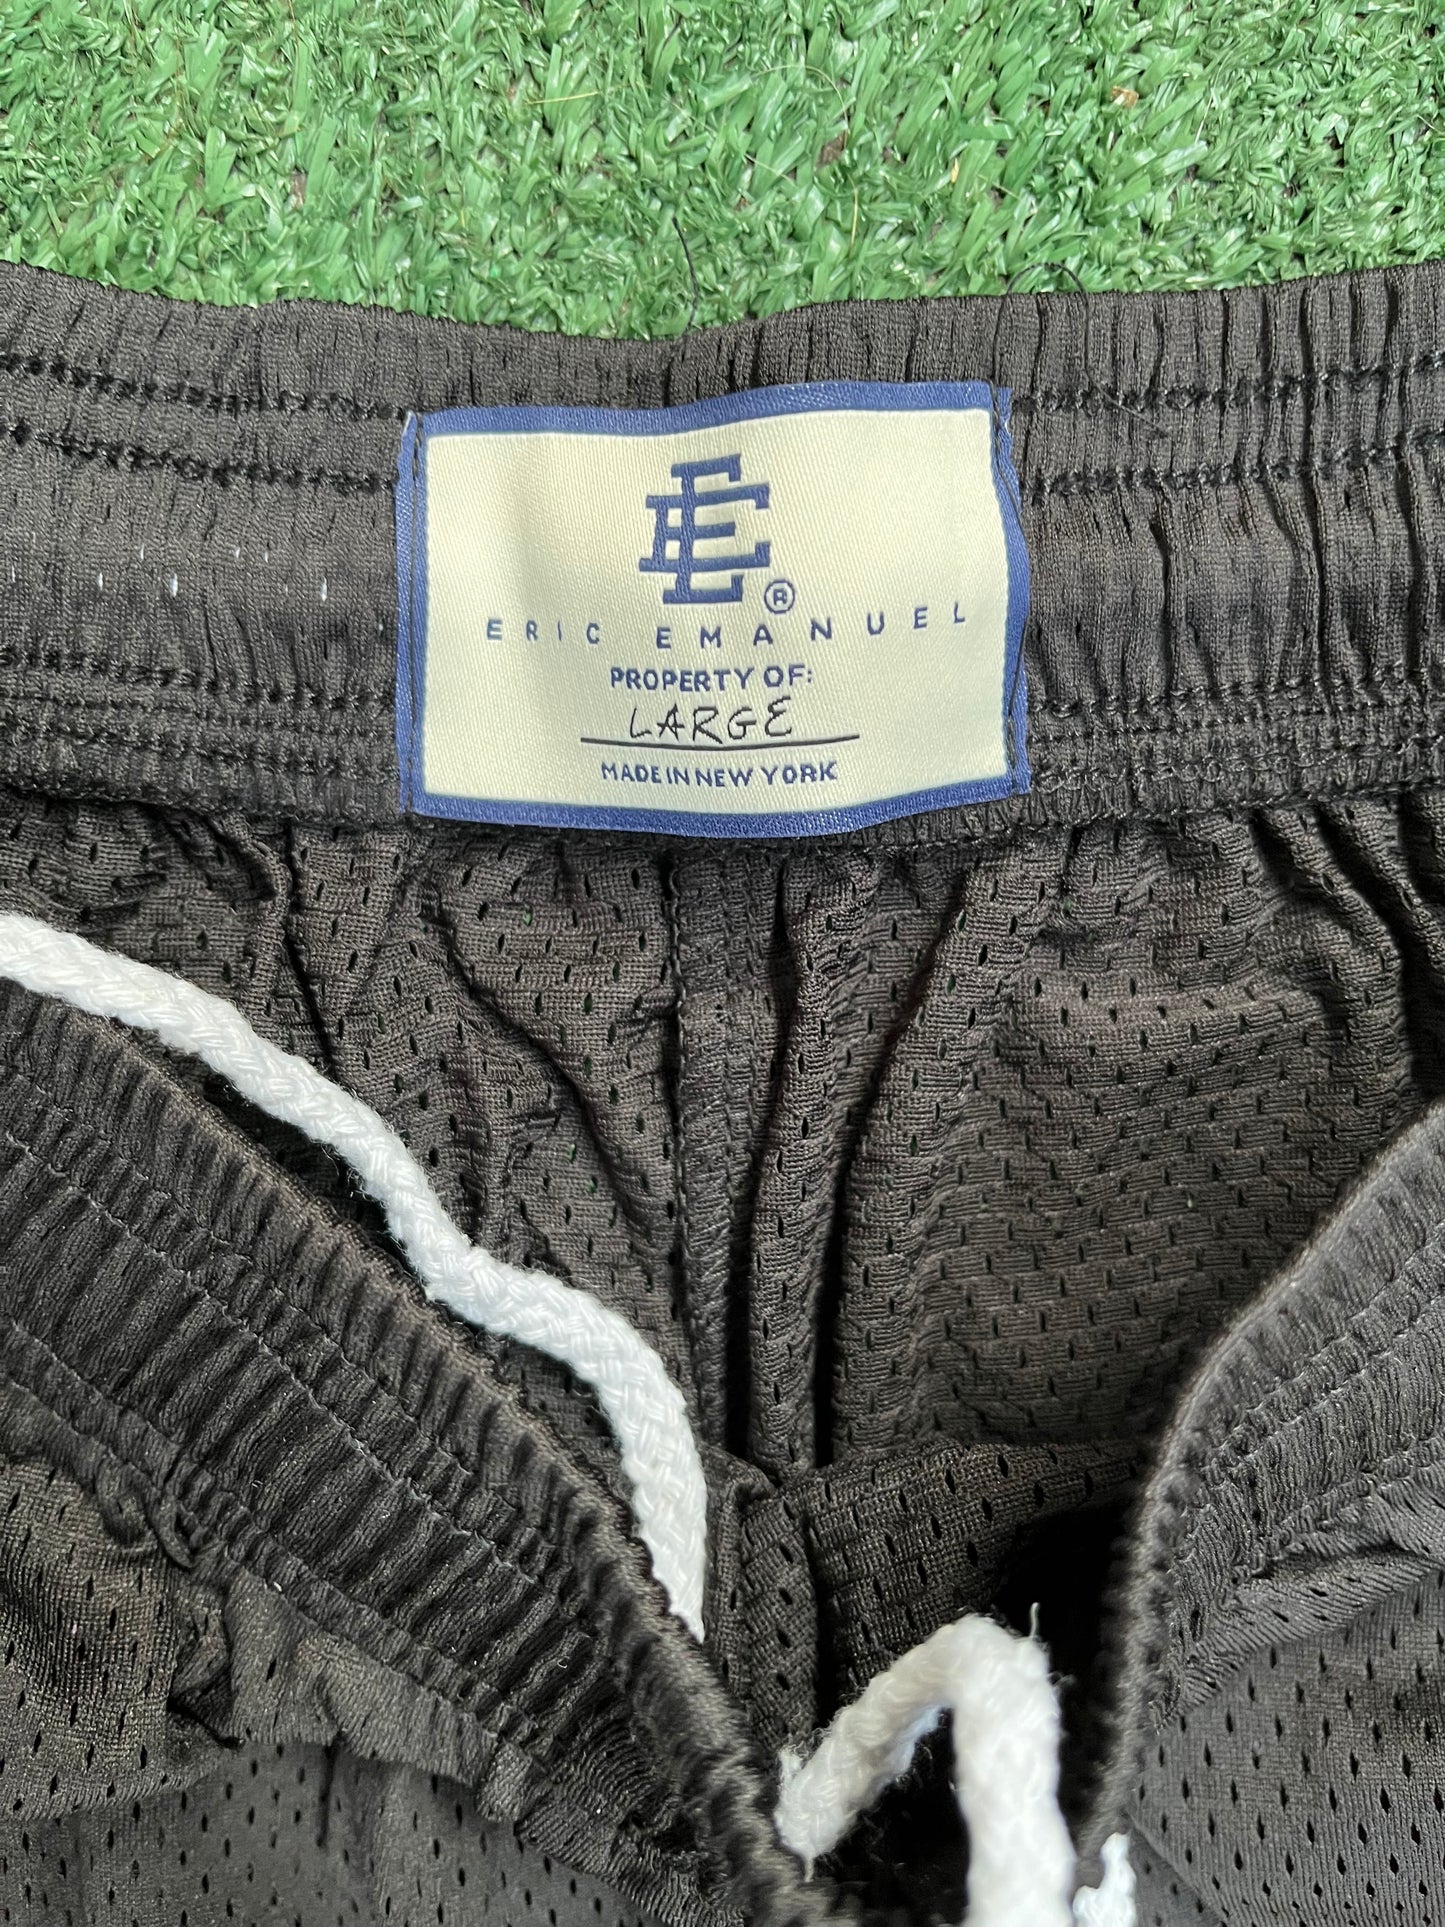 EE®
ERIC EMANUEL
PROPERTY OF:
LARGE
MADE IN NEW YORK